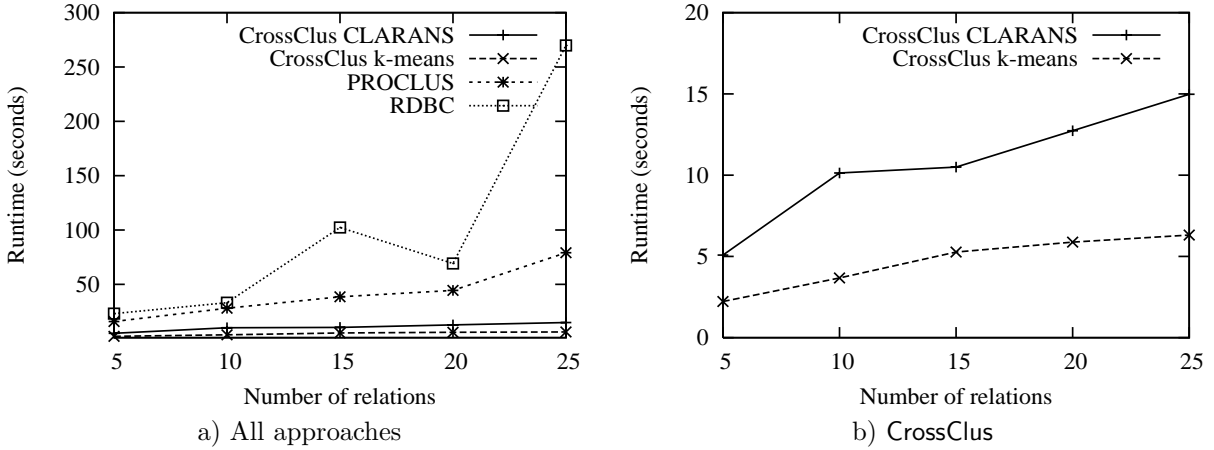 300
250
200
150
100
50
5
10
15
20
25
Runtime (seconds)
Number of relations
CrossClus CLARANS
CrossClus k-means
PROCLUS
RDBC
a) All approaches
20
15
10
5
0
5
10
15
20
25
Runtime (seconds)
Number of relations
CrossClus CLARANS
CrossClus k-means
b) CrossClus